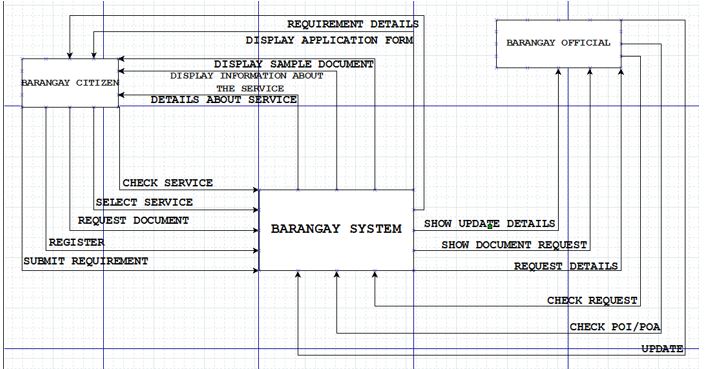 REQUIREMENT DETAILS
DISPLAY APPLICATION FORM
BARANGAY OFFICIAL
DISPLAY SAMPLE DOCUMENT
DISPLAY INFORMATION ABOUT
THE SERVICE
BARANGAY CITIZEN
DETAILS ABOUT SERVICE
CHECK SERVICE
SELECT SERVICE
REQUEST DOCUMENT
REGISTER
SUBMIT REQUIREMENT
BARANGAY SYSTEM
SHOW UPDATE DETAILS
SHOW DOCUMENT REQUEST
REQUEST DETAILS
CHECK REQUEST
CHECK POI/POA
UPDATE